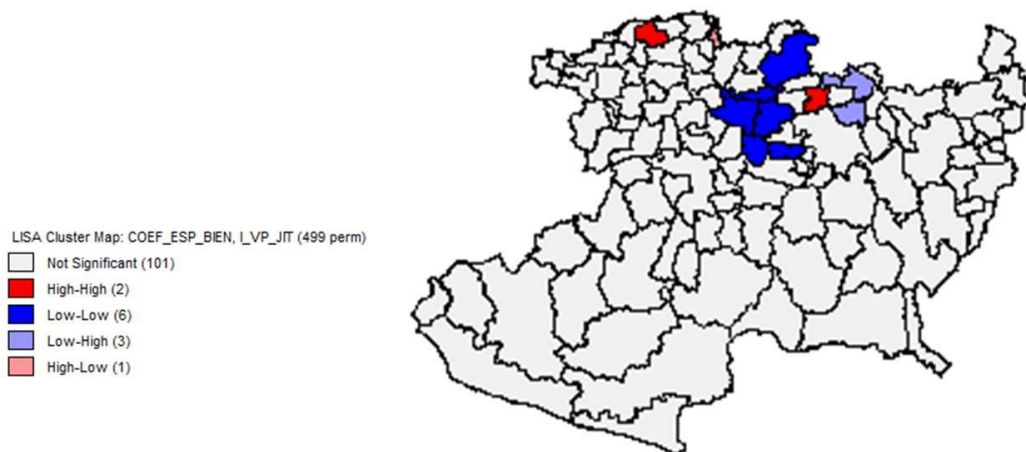 LISA Cluster Map: COEF_ESP_BIEN, I_VP_JIT (499 perm)
Not Significant (101)
High-High (2)
Low-Low (6)
Low-High (3)
High-Low (1)